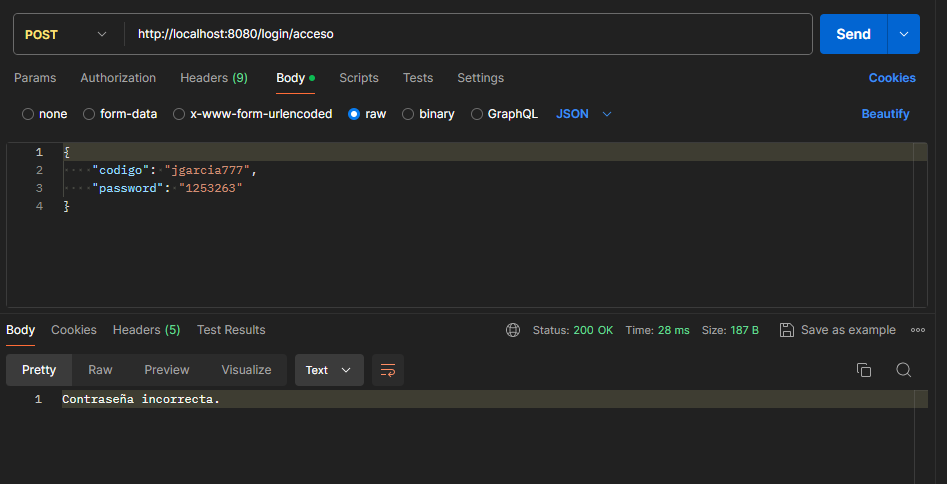 POST http://localhost:8080/login/acceso Send
Params Authorization Headers (9) Body Scripts Tests Settings Cookies
none form-data x-www-form-urlencoded raw binary GraphQL JSON Beautify
1 {
2 "codigo": "jgarcia777",
3 "password": "1253263"
4 }
Body Cookies Headers (5) Test Results Status: 200 OK Time: 28 ms Size: 187 B Save as example
Pretty Raw Preview Visualize Text
1 Contraseña incorrecta.